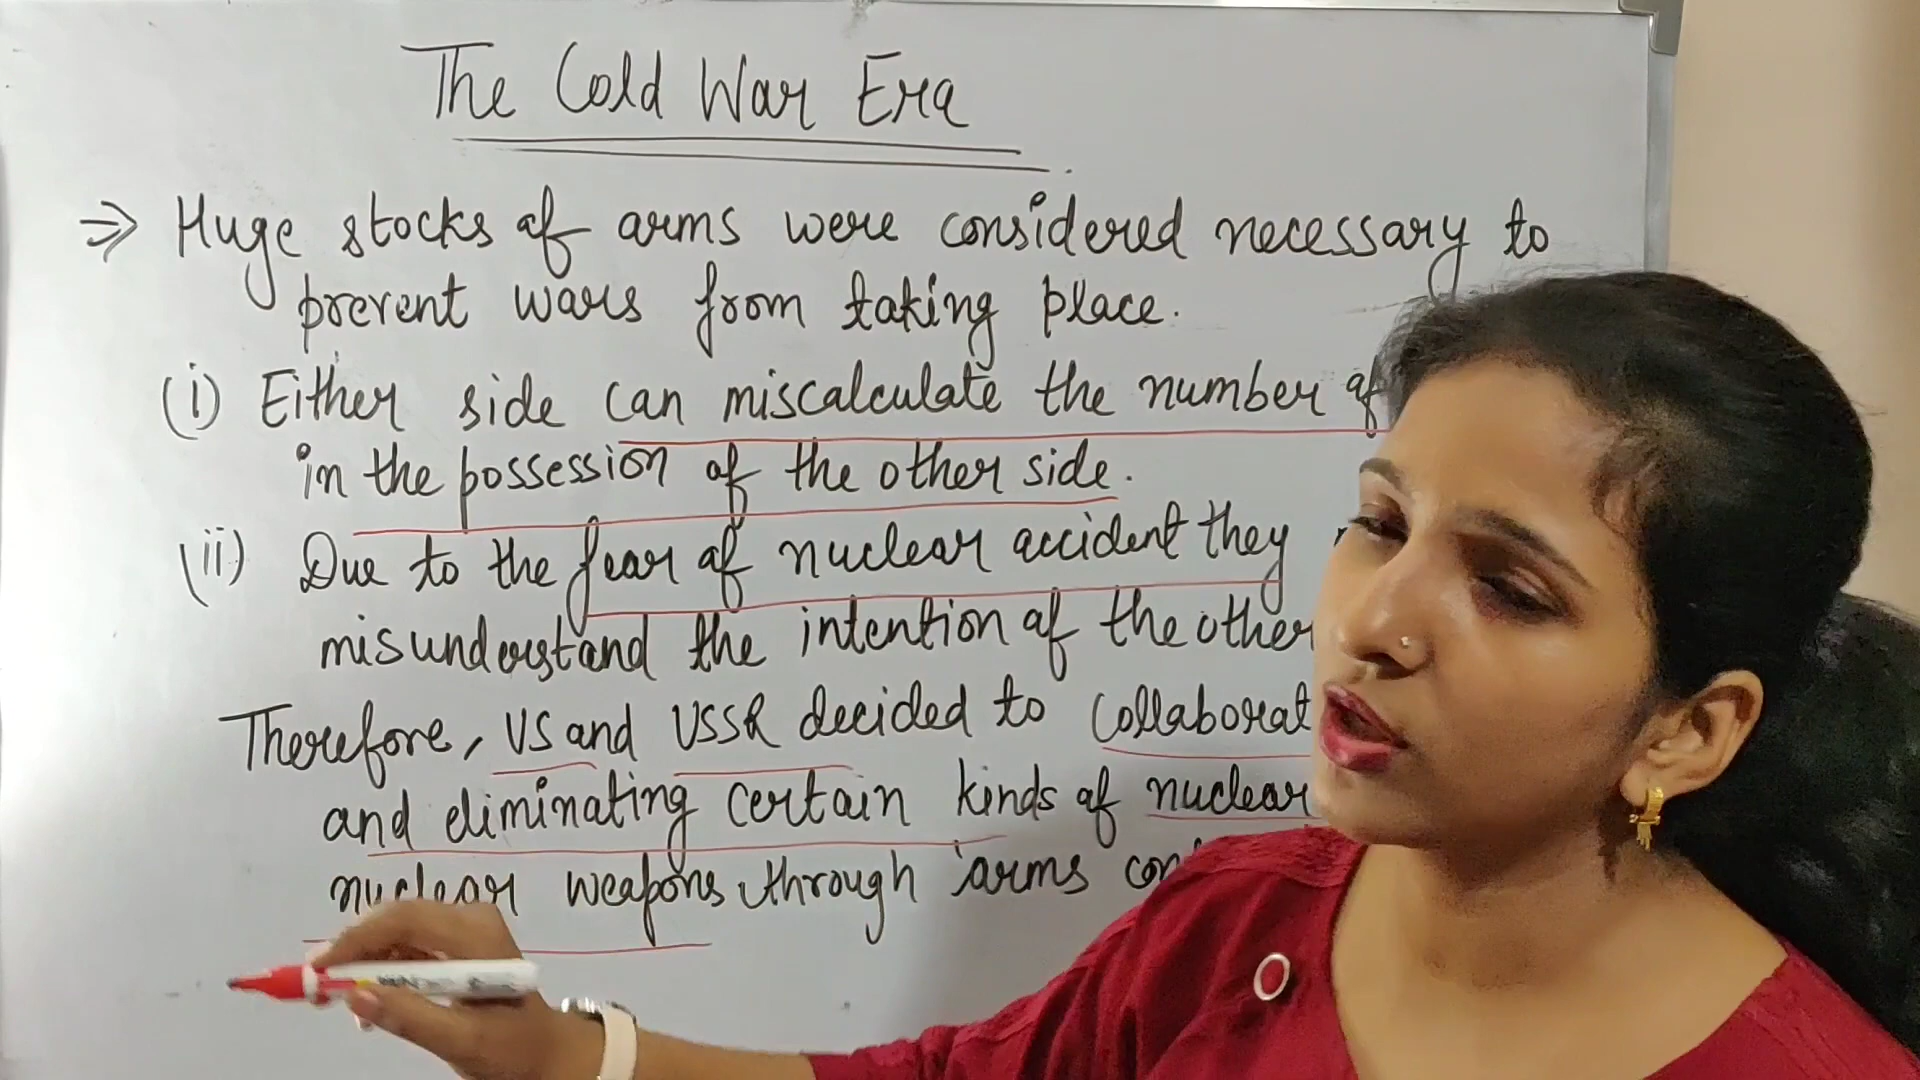 The Cold War Era
⇒ Huge stocks of arms were considered necessary to
prevent wars from taking place.
(i) Either side can miscalculate the number of
in the possession of the other side.
(ii) Due to the fear of nuclear accident they
misunderstand the intention of the other
Therefore, US and USSR decided to collaborat
and eliminating certain kinds of nuclear
nuclear weapons through 'arms con